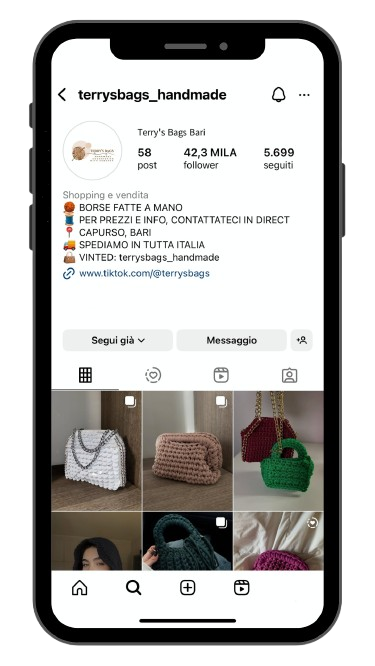 terrysbags_handmade
Terry's Bags Bari
58 42,3 MILA 5.699
post follower seguiti
Shopping e vendita
BORSE FATTE A MANO
PER PREZZI E INFO, CONTATTATECI IN DIRECT
CAPURSO, BARI
SPEDIAMO IN TUTTA ITALIA
VINTED: terrysbags_handmade
www.tiktok.com/@terrysbags
Segui già Messaggio